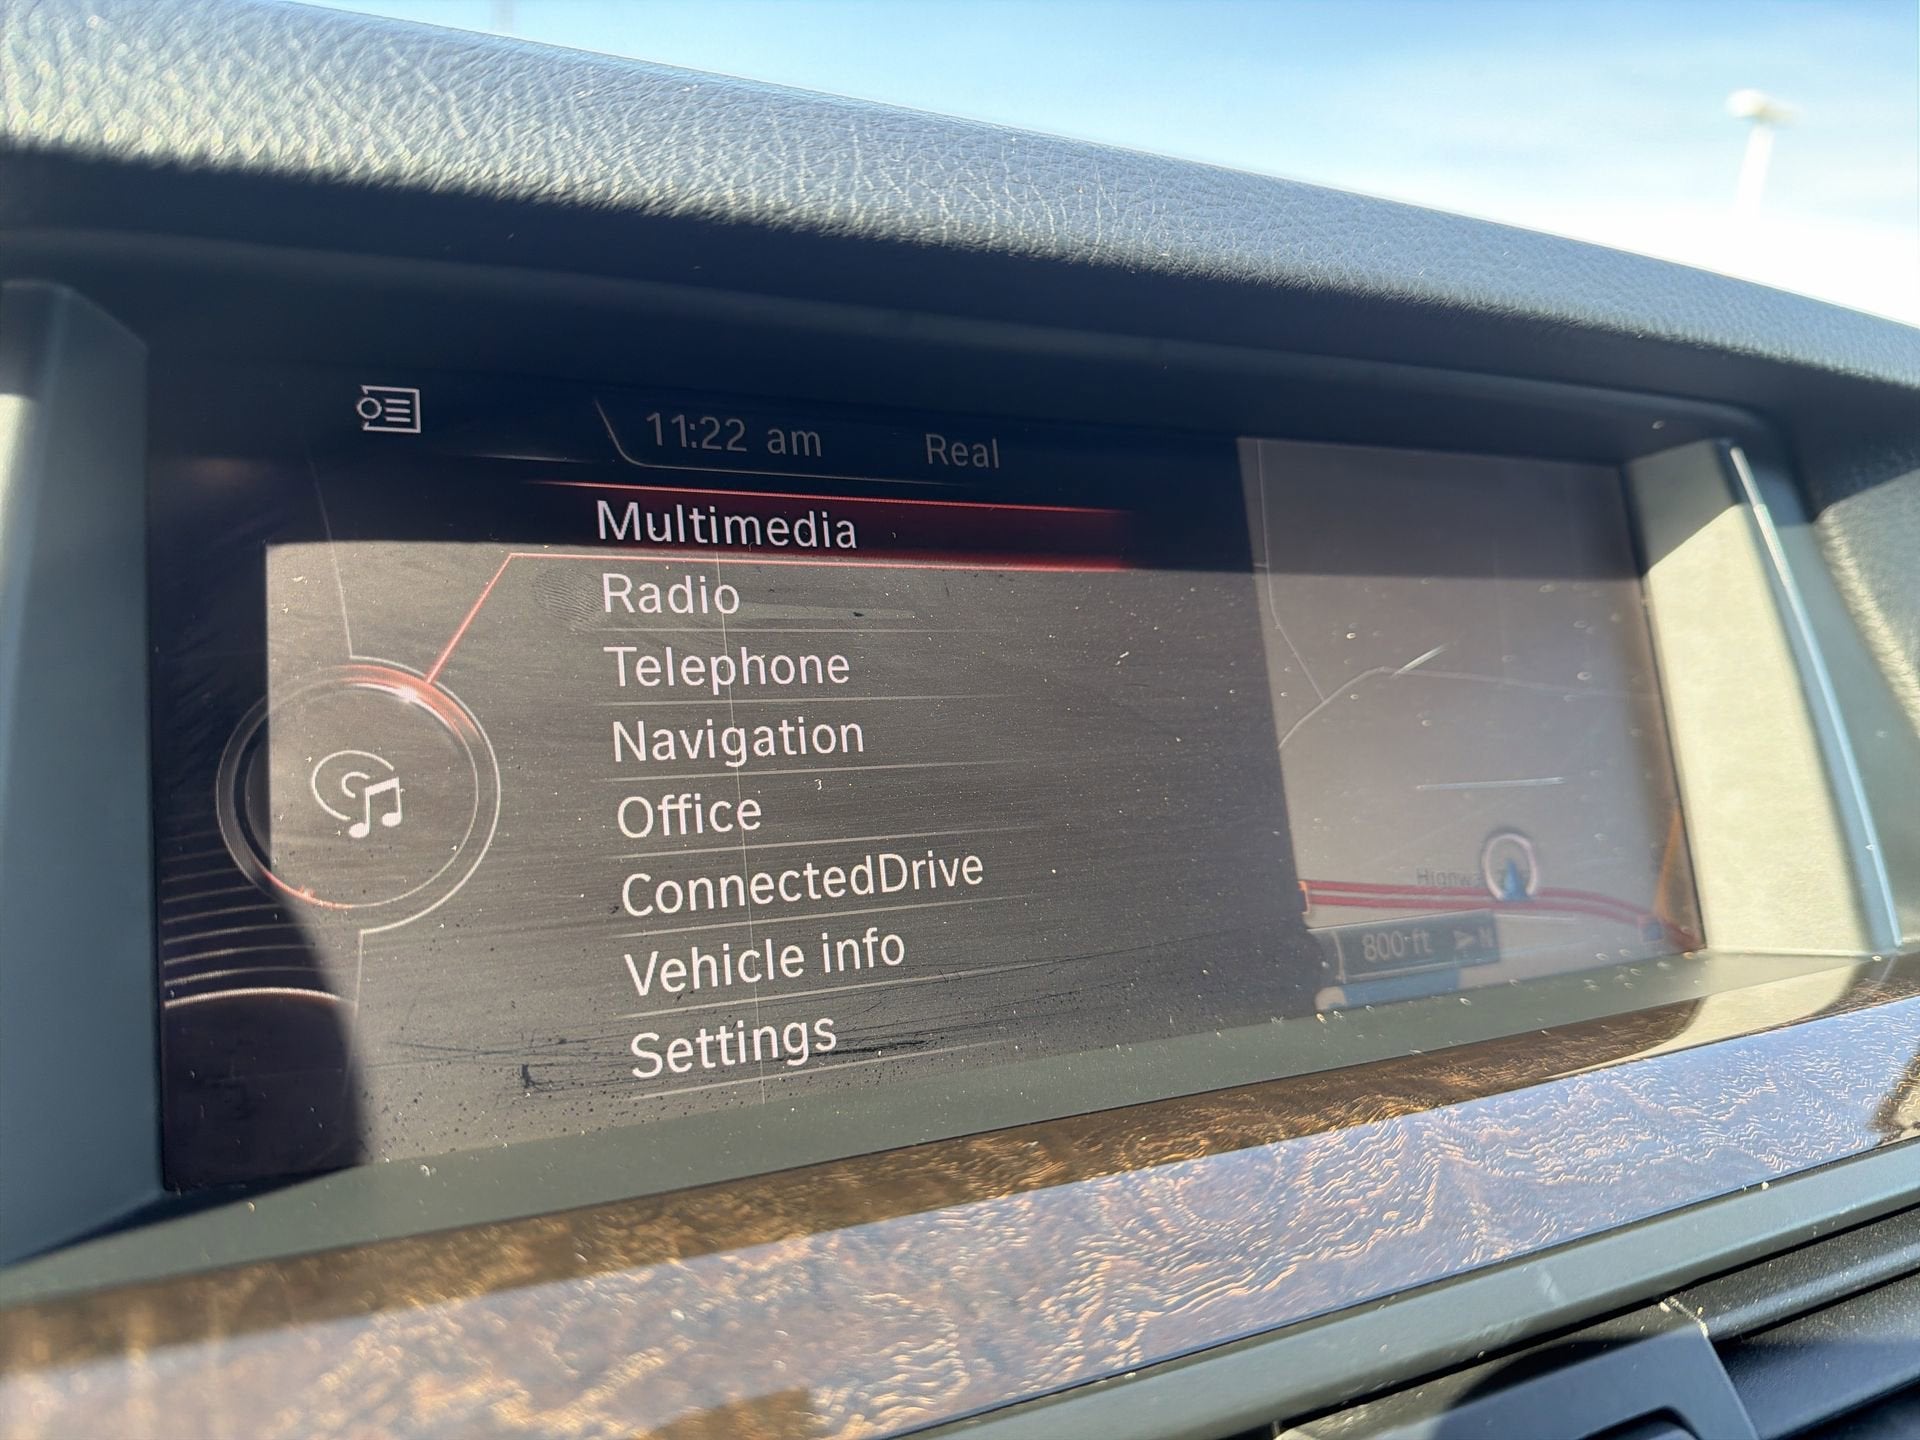 11:22 am Real
Multimedia
Radio
Telephone
Navigation
Office
ConnectedDrive
Vehicle info
Settings
800 ft N